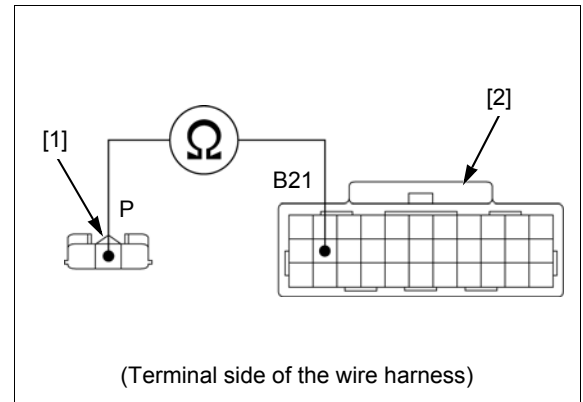 [1]
[2]
Ω
P
B21
(Terminal side of the wire harness)